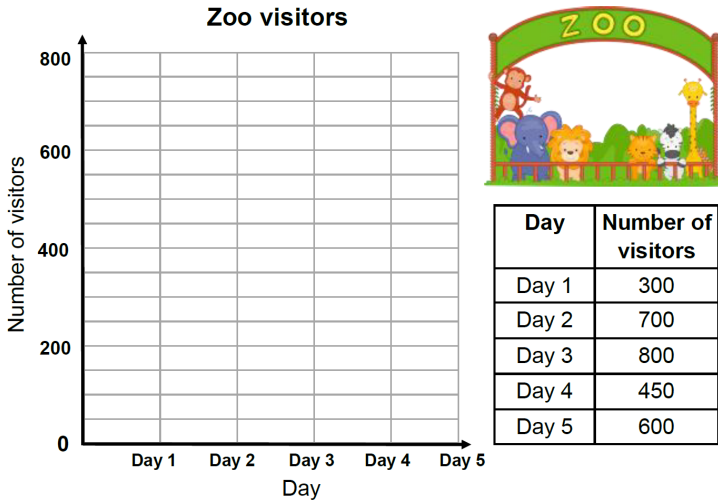 Zoo visitors
ZOO
800
600
400
200
0
Number of visitors
Day 1 Day 2 Day 3 Day 4 Day 5
Day
Day Number of visitors
Day 1 300
Day 2 700
Day 3 800
Day 4 450
Day 5 600